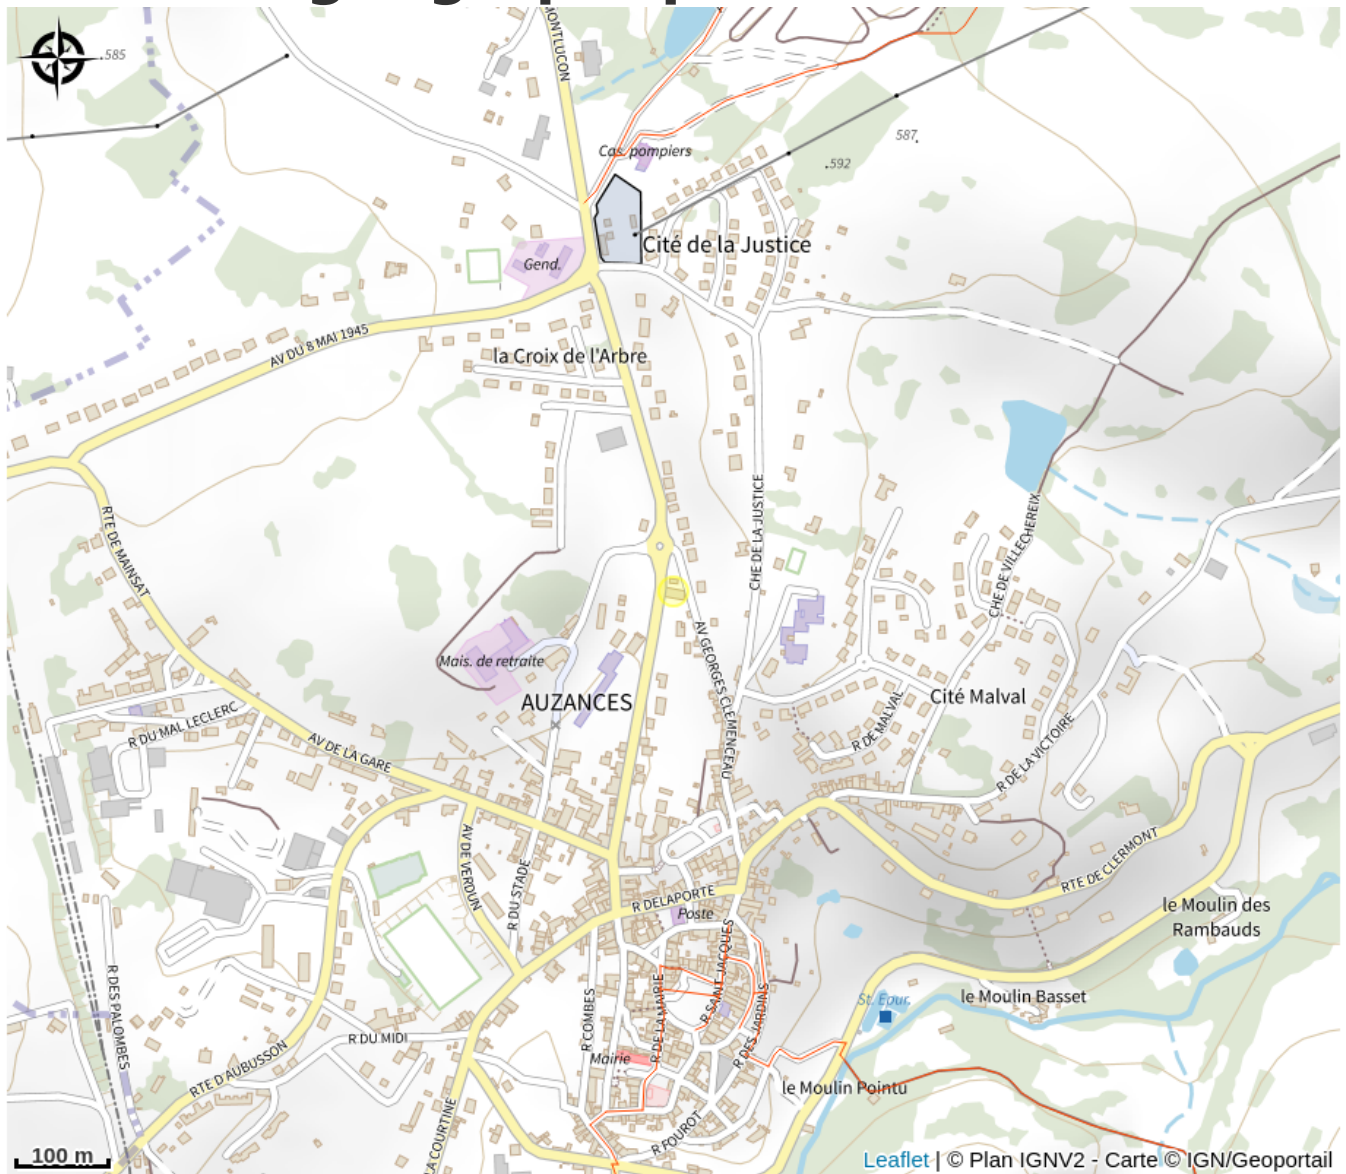 MONTLUCON
.585
Cas. pompiers
587
.592
Cité de la Justice
Gend.
AV DU 8 MAI 1945
la Croix de l'Arbre
RTE DE MAINSAT
CHE DE LA JUSTICE
CHE DE VILLECHEREIX
Mais. de retraite
AV GEORGES CLEMENCEAU
AUZANCES
Cité Malval
R DU MAL LECLERC
R DE MALVAL
R DE LA VICTOIRE
AV DE LA GARE
AV DE VERDUN
R DU STADE
RTE DE CLERMONT
R DELAPORTE
Poste
le Moulin des
Rambauds
R DES PALOMBES
R COMBES
R DE LA MAIRIE
R SAINT-JACQUES
R DES JARDINS
St. Epur.
le Moulin Basset
R DU MIDI
Mairie
RTE D'AUBUSSON
le Moulin Pointu
LA COURTINE
R FOUROT
100 m
Leaflet | © Plan IGNV2 - Carte © IGN/Geoportail